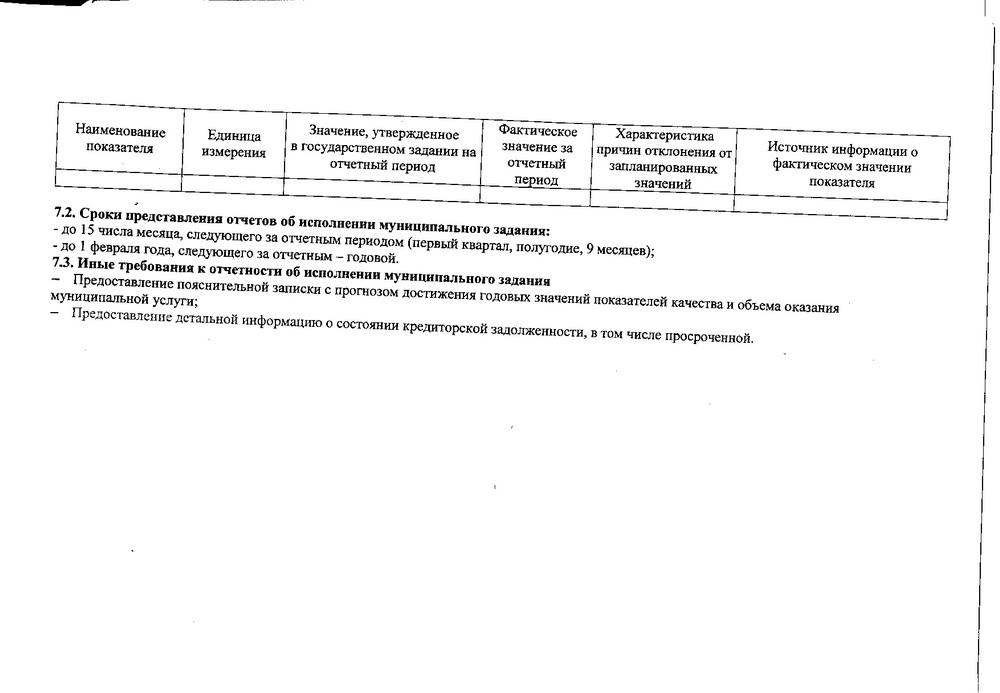 Наименование
показателя
Единица
измерения
Значение, утвержденное
в государственном задании на
отчетный период
Фактическое
значение за
отчетный
период
Характеристика
причин отклонения от
запланированных
значений
Источник информации о
фактическом значении
показателя
7.2. Сроки представления отчетов об исполнении муниципального задания:
- до 15 числа месяца, следующего за отчетным периодом (первый квартал, полугодие, 9 месяцев);
- до 1 февраля года, следующего за отчетным – годовой.
7.3. Иные требования к отчетности об исполнении муниципального задания
– Предоставление пояснительной записки с прогнозом достижения годовых значений показателей качества и объема оказания
муниципальной услуги;
– Предоставление детальной информацию о состоянии кредиторской задолженности, в том числе просроченной.